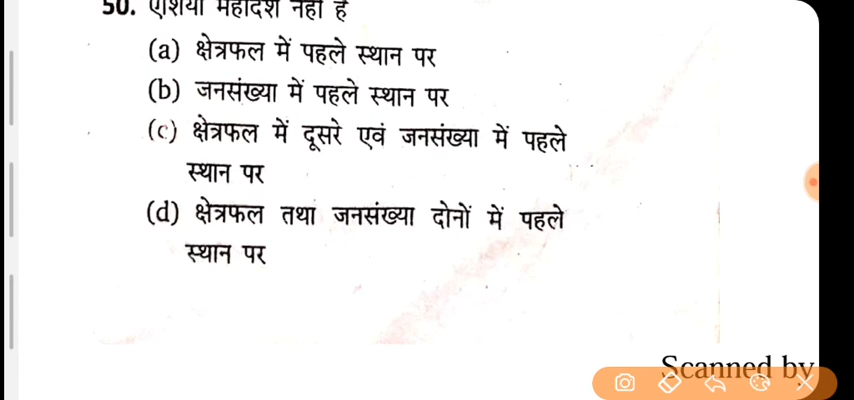 50. एशिया महादेश नहीं है
(a) क्षेत्रफल में पहले स्थान पर
(b) जनसंख्या में पहले स्थान पर
(c) क्षेत्रफल में दूसरे एवं जनसंख्या में पहले
स्थान पर
(d) क्षेत्रफल तथा जनसंख्या दोनों में पहले
स्थान पर
Scanned by